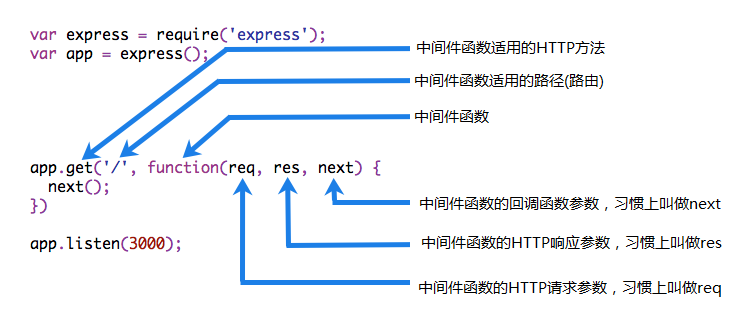 var express = require('express');
var app = express();
中间件函数适用的HTTP方法
中间件函数适用的路径(路由)
中间件函数
app.get('/', function(req, res, next) {
next();
})
中间件函数的回调函数参数，习惯上叫做next
app.listen(3000);
中间件函数的HTTP响应参数，习惯上叫做res
中间件函数的HTTP请求参数，习惯上叫做req